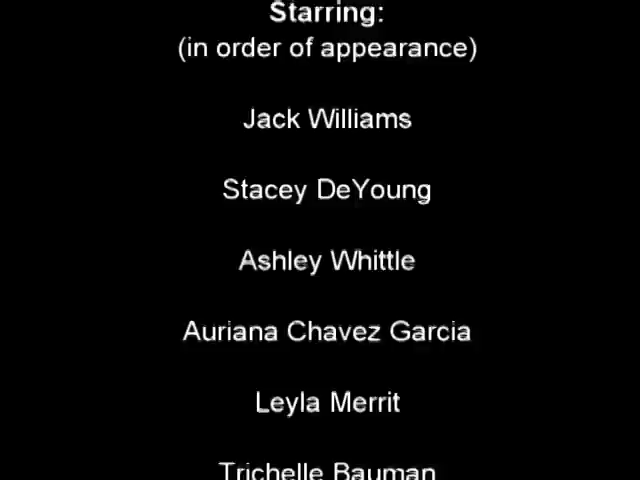 Starring:
(in order of appearance)
Jack Williams
Stacey DeYoung
Ashley Whittle
Auriana Chavez Garcia
Leyla Merrit
Trichelle Bauman